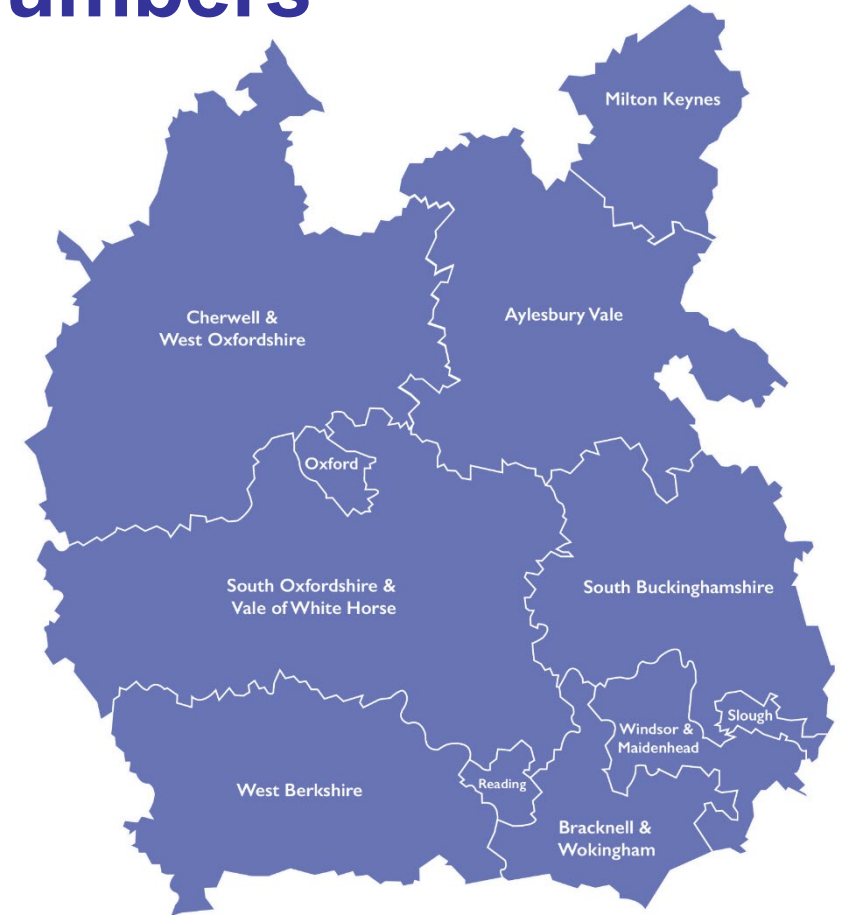 umbers
Milton Keynes
Cherwell &
West Oxfordshire
Aylesbury Vale
Oxford
South Oxfordshire &
Vale of White Horse
South Buckinghamshire
Slough
Windsor &
Maidenhead
Reading
West Berkshire
Bracknell &
Wokingham